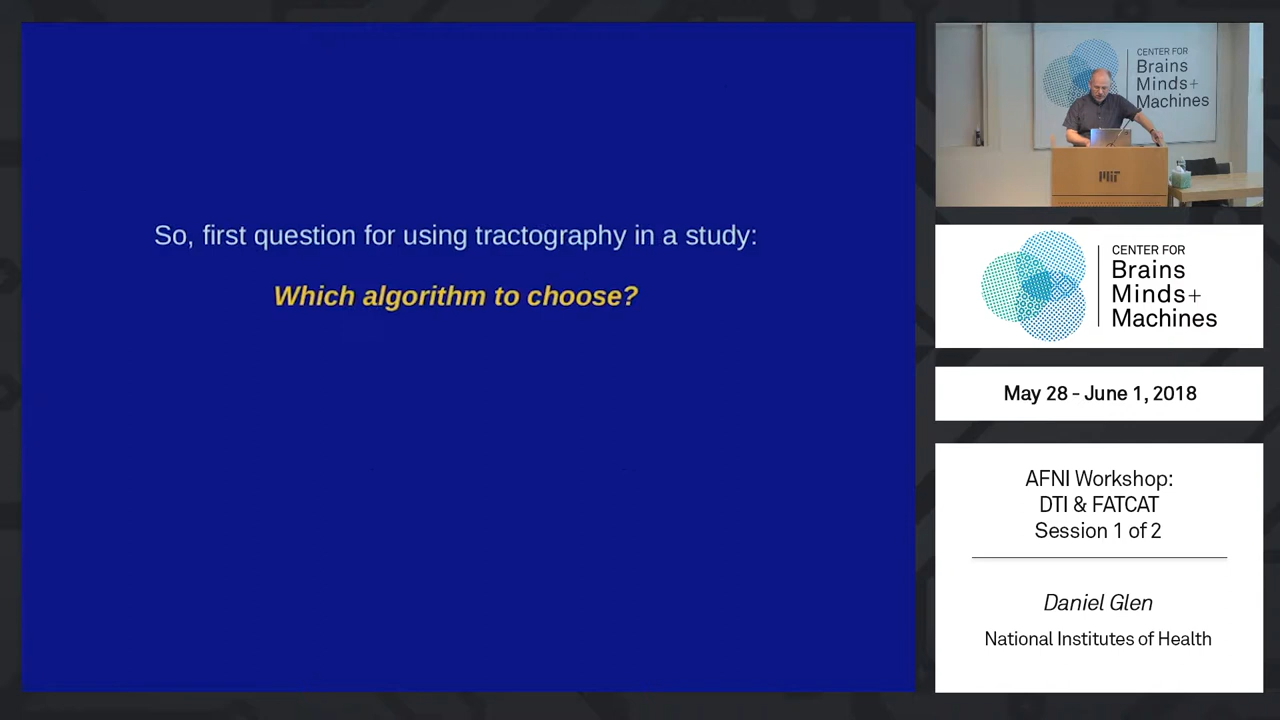 So, first question for using tractography in a study:
Which algorithm to choose?
CENTER FOR
Brains
Minds+
Machines
MIT
CENTER FOR
Brains
Minds+
Machines
May 28 - June 1, 2018
AFNI Workshop:
DTI & FATCAT
Session 1 of 2
Daniel Glen
National Institutes of Health